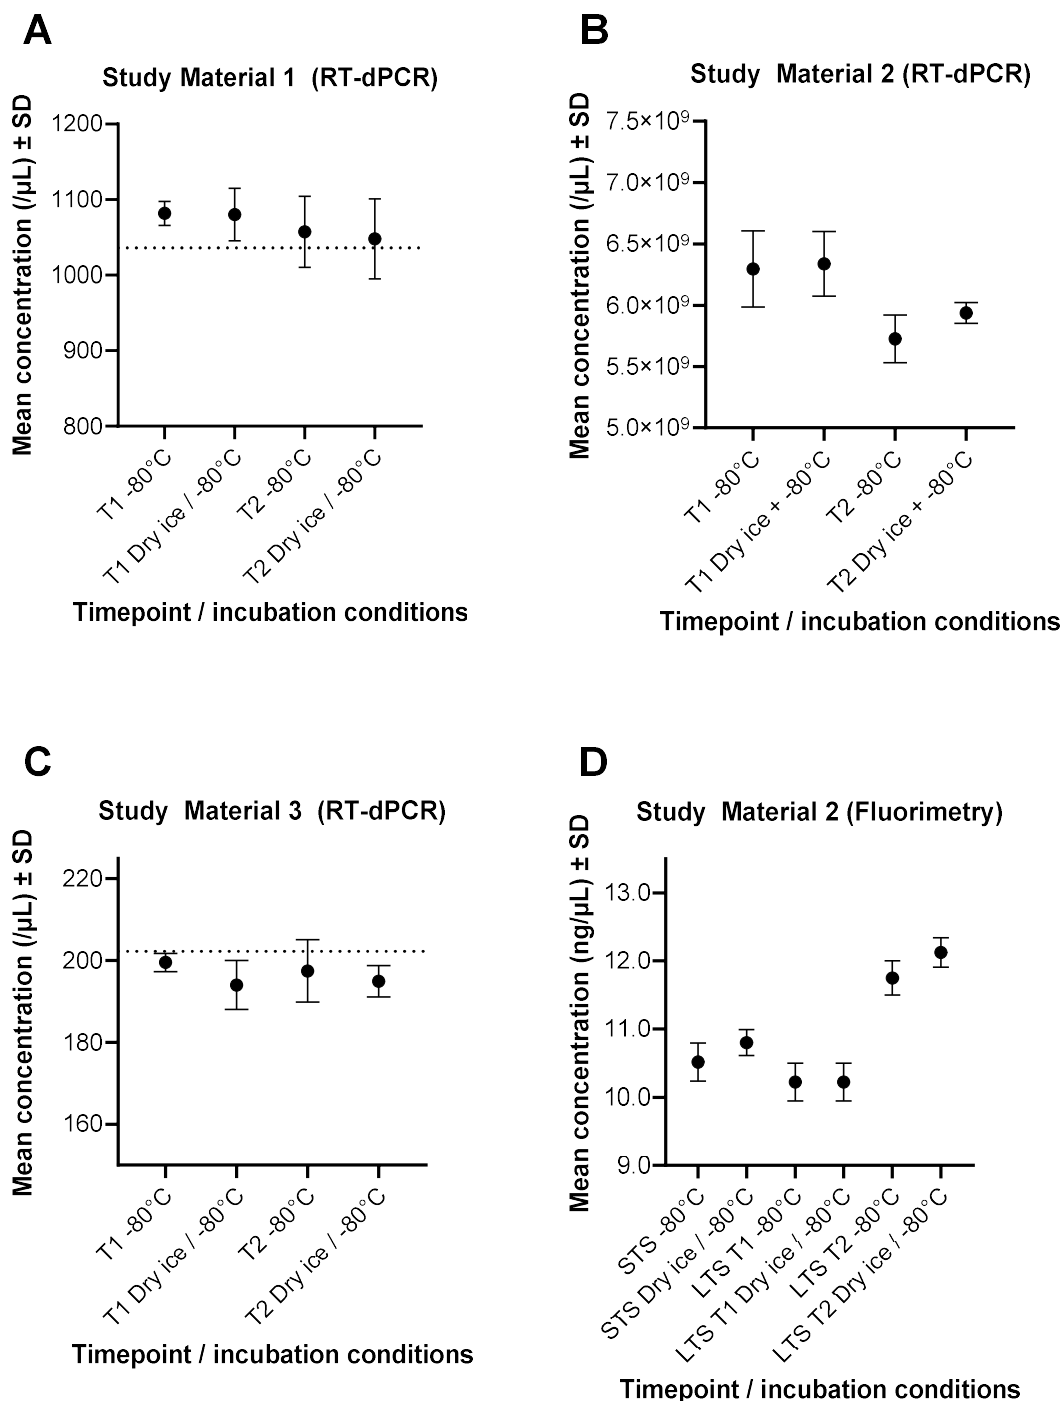 A
Study Material 1 (RT-dPCR)
Mean concentration (/µL) ± SD
1200
1100
1000
900
800
T1 -80°C
T1 Dry ice / -80°C
T2 -80°C
T2 Dry ice / -80°C
Timepoint / incubation conditions
B
Study Material 2 (RT-dPCR)
Mean concentration (/µL) ± SD
7.5×10⁹
7.0×10⁹
6.5×10⁹
6.0×10⁹
5.5×10⁹
5.0×10⁹
T1 -80°C
T1 Dry ice + -80°C
T2 -80°C
T2 Dry ice + -80°C
Timepoint / incubation conditions
C
Study Material 3 (RT-dPCR)
Mean concentration (/µL) ± SD
220
200
180
160
T1 -80°C
T1 Dry ice / -80°C
T2 -80°C
T2 Dry ice / -80°C
Timepoint / incubation conditions
D
Study Material 2 (Fluorimetry)
Mean concentration (ng/µL) ± SD
13.0
12.0
11.0
10.0
9.0
STS -80°C
STS Dry ice / -80°C
LTS T1 -80°C
LTS T1 Dry ice / -80°C
LTS T2 -80°C
LTS T2 Dry ice / -80°C
Timepoint / incubation conditions